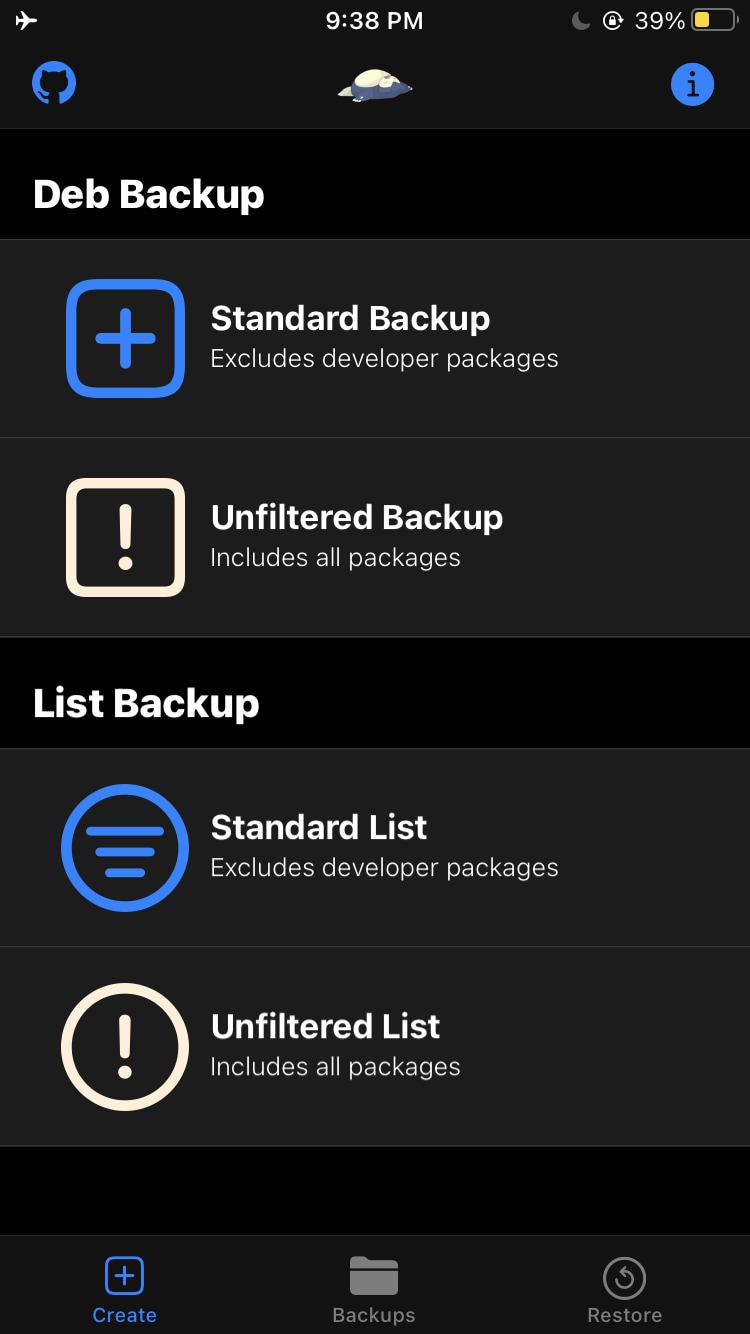 9:38 PM
39%
Deb Backup
Standard Backup
Excludes developer packages
Unfiltered Backup
Includes all packages
List Backup
Standard List
Excludes developer packages
Unfiltered List
Includes all packages
Create
Backups
Restore